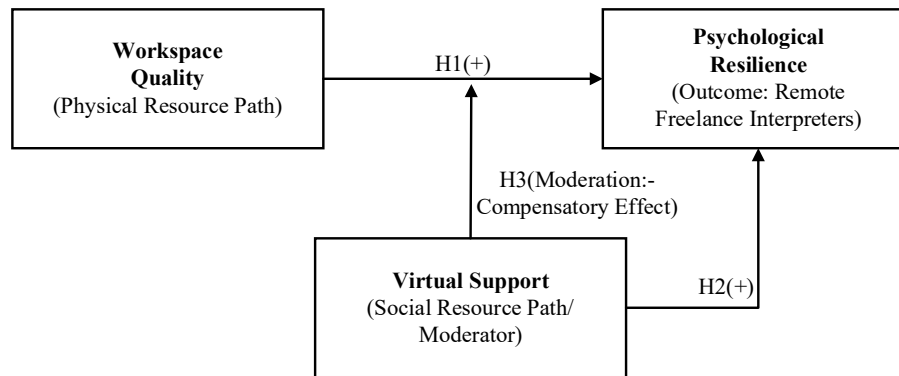 Workspace
Quality
(Physical Resource Path)
H1(+)
Psychological
Resilience
(Outcome: Remote
Freelance Interpreters)
H3(Moderation:-
Compensatory Effect)
Virtual Support
(Social Resource Path/
Moderator)
H2(+)